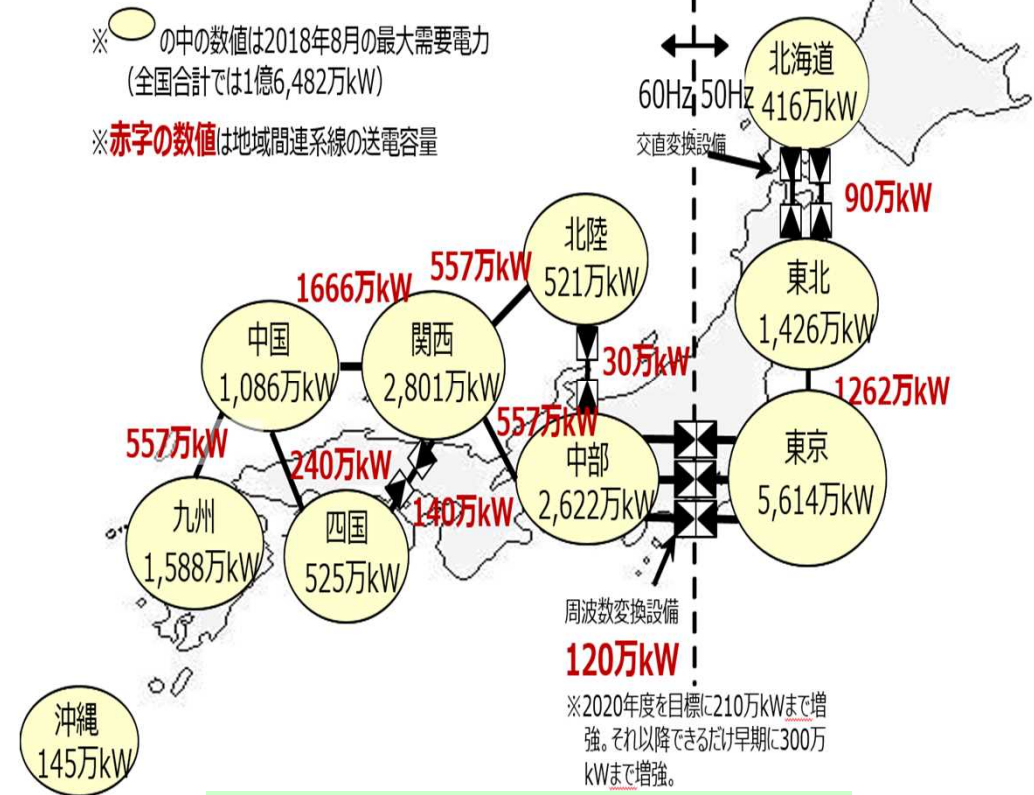 ※ の中の数値は2018年8月の最大需要電力
(全国合計では1億6,482万kW)
※赤字の数値は地域間連系線の送電容量
60Hz 50Hz
交直変換設備
北海道
416万kW
90万kW
北陸
521万kW
東北
1,426万kW
557万kW
1666万kW
中国
1,086万kW
関西
2,801万kW
30万kW
1262万kW
557万kW
557万kW
240万kW
140万kW
中部
2,622万kW
東京
5,614万kW
九州
1,588万kW
四国
525万kW
周波数変換設備
120万kW
※2020年度を目標に210万kWまで増
強。それ以降できるだけ早期に300万
kWまで増強。
沖縄
145万kW